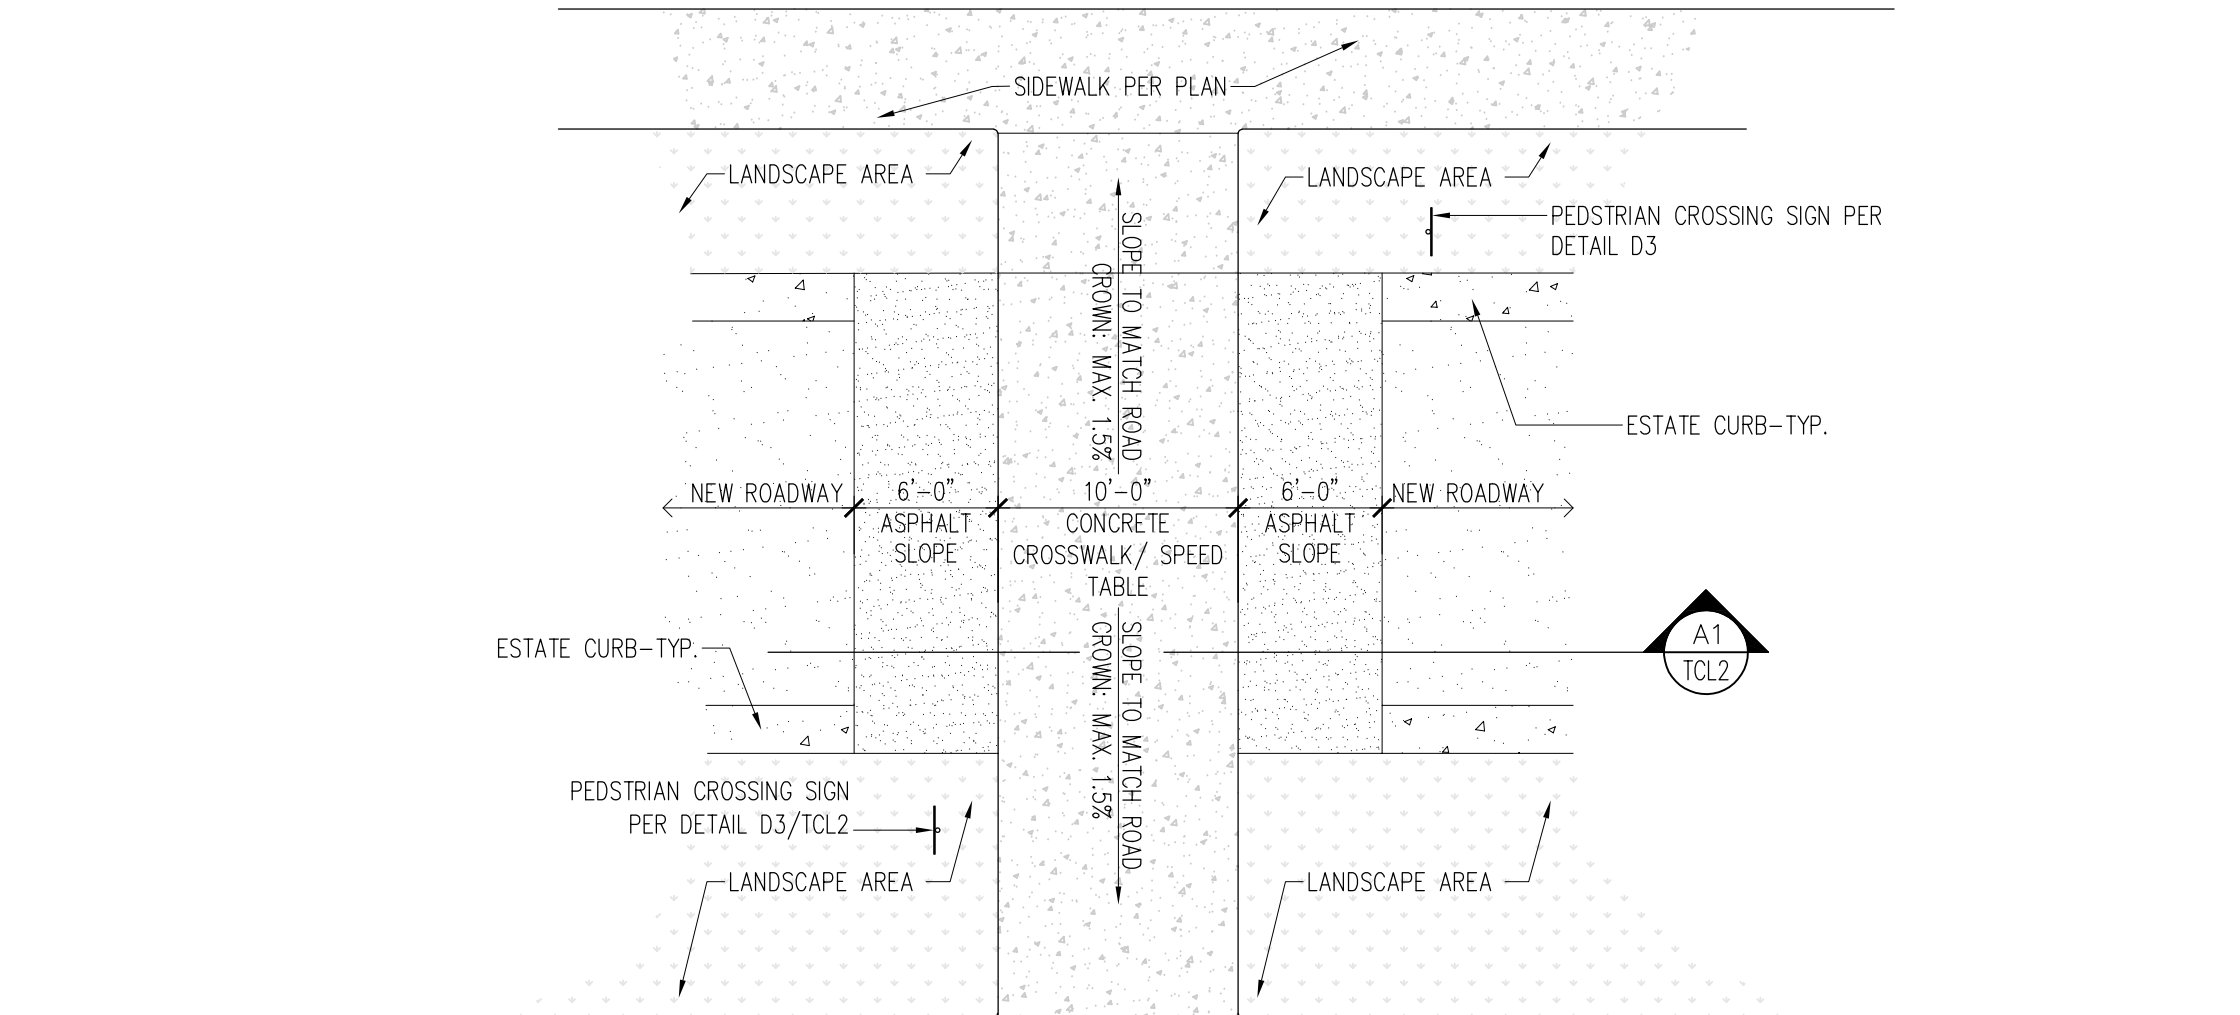 SIDEWALK PER PLAN
LANDSCAPE AREA
LANDSCAPE AREA
PEDSTRIAN CROSSING SIGN PER
DETAIL D3
SLOPE TO MATCH ROAD
CROWN: MAX. 1.5%
ESTATE CURB-TYP.
NEW ROADWAY
6'-0"
ASPHALT
SLOPE
10'-0"
CONCRETE
CROSSWALK/ SPEED
TABLE
6'-0"
ASPHALT
SLOPE
NEW ROADWAY
ESTATE CURB-TYP.
SLOPE TO MATCH ROAD
CROWN: MAX. 1.5%
A1
TCL2
PEDSTRIAN CROSSING SIGN
PER DETAIL D3/TCL2
LANDSCAPE AREA
LANDSCAPE AREA